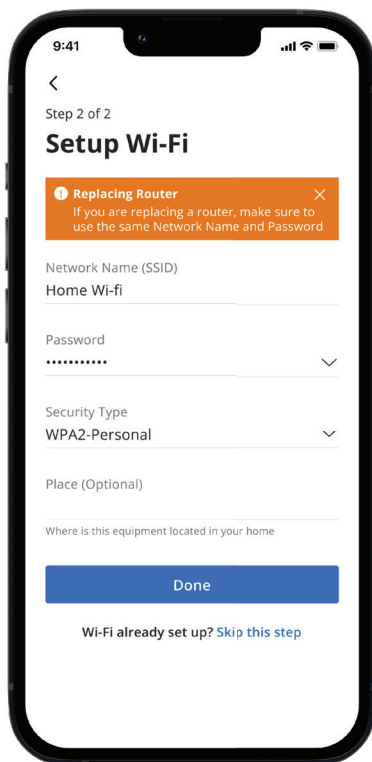 9:41
Step 2 of 2
Setup Wi-Fi
Replacing Router
If you are replacing a router, make sure to
use the same Network Name and Password
Network Name (SSID)
Home Wi-fi
Password
•••••••••••
Security Type
WPA2-Personal
Place (Optional)
Where is this equipment located in your home
Done
Wi-Fi already set up? Skip this step